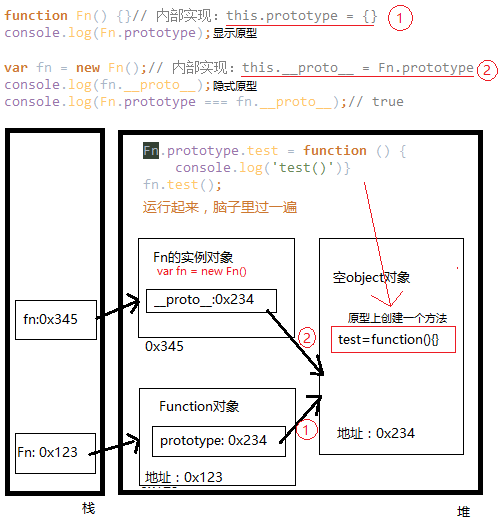 function Fn() {}// 内部实现：this.prototype = {} ①
console.log(Fn.prototype);显示原型
var fn = new Fn();// 内部实现：this.__proto__ = Fn.prototype ②
console.log(fn.__proto__);隐式原型
console.log(Fn.prototype === fn.__proto__);// true
Fn.prototype.test = function () {
console.log('test()')}
fn.test();
运行起来，脑子里过一遍
Fn的实例对象
var fn = new Fn()
__proto__:0x234
0x345
fn:0x345
空object对象
原型上创建一个方法
test=function(){}
地址：0x234
②
Function对象
prototype: 0x234
①
地址：0x123
Fn: 0x123
栈
堆